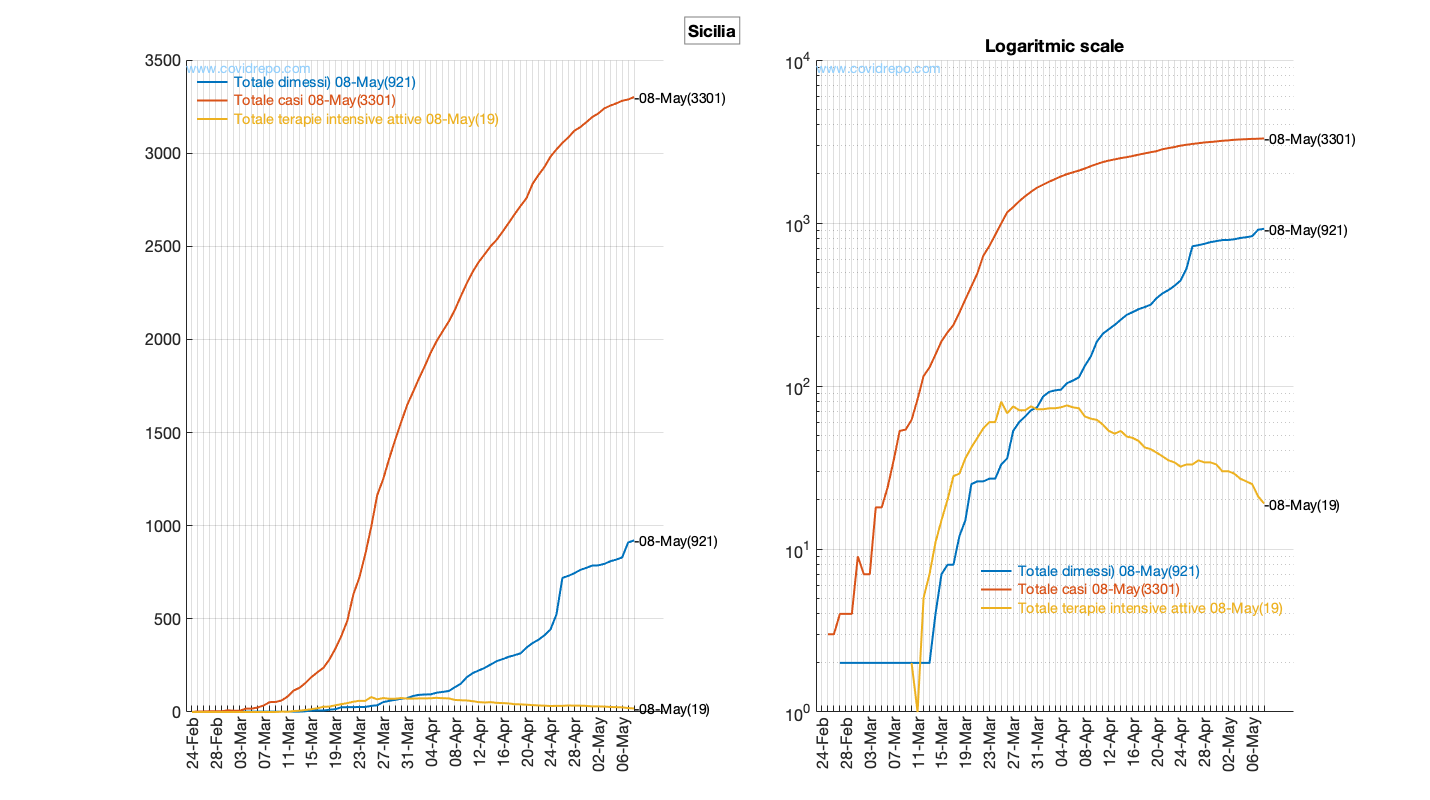 Sicilia
www.covidrepo.com
Totale dimessi) 08-May(921)
Totale casi 08-May(3301)
Totale terapie intensive attive 08-May(19)
3500
3000
2500
2000
1500
1000
500
0
-08-May(3301)
-08-May(921)
-08-May(19)
24-Feb
28-Feb
03-Mar
07-Mar
11-Mar
15-Mar
19-Mar
23-Mar
27-Mar
31-Mar
04-Apr
08-Apr
12-Apr
16-Apr
20-Apr
24-Apr
28-Apr
02-May
06-May
Logaritmic scale
www.covidrepo.com
10^4
10^3
10^2
10^1
10^0
-08-May(3301)
-08-May(921)
-08-May(19)
Totale dimessi) 08-May(921)
Totale casi 08-May(3301)
Totale terapie intensive attive 08-May(19)
24-Feb
28-Feb
03-Mar
07-Mar
11-Mar
15-Mar
19-Mar
23-Mar
27-Mar
31-Mar
04-Apr
08-Apr
12-Apr
16-Apr
20-Apr
24-Apr
28-Apr
02-May
06-May